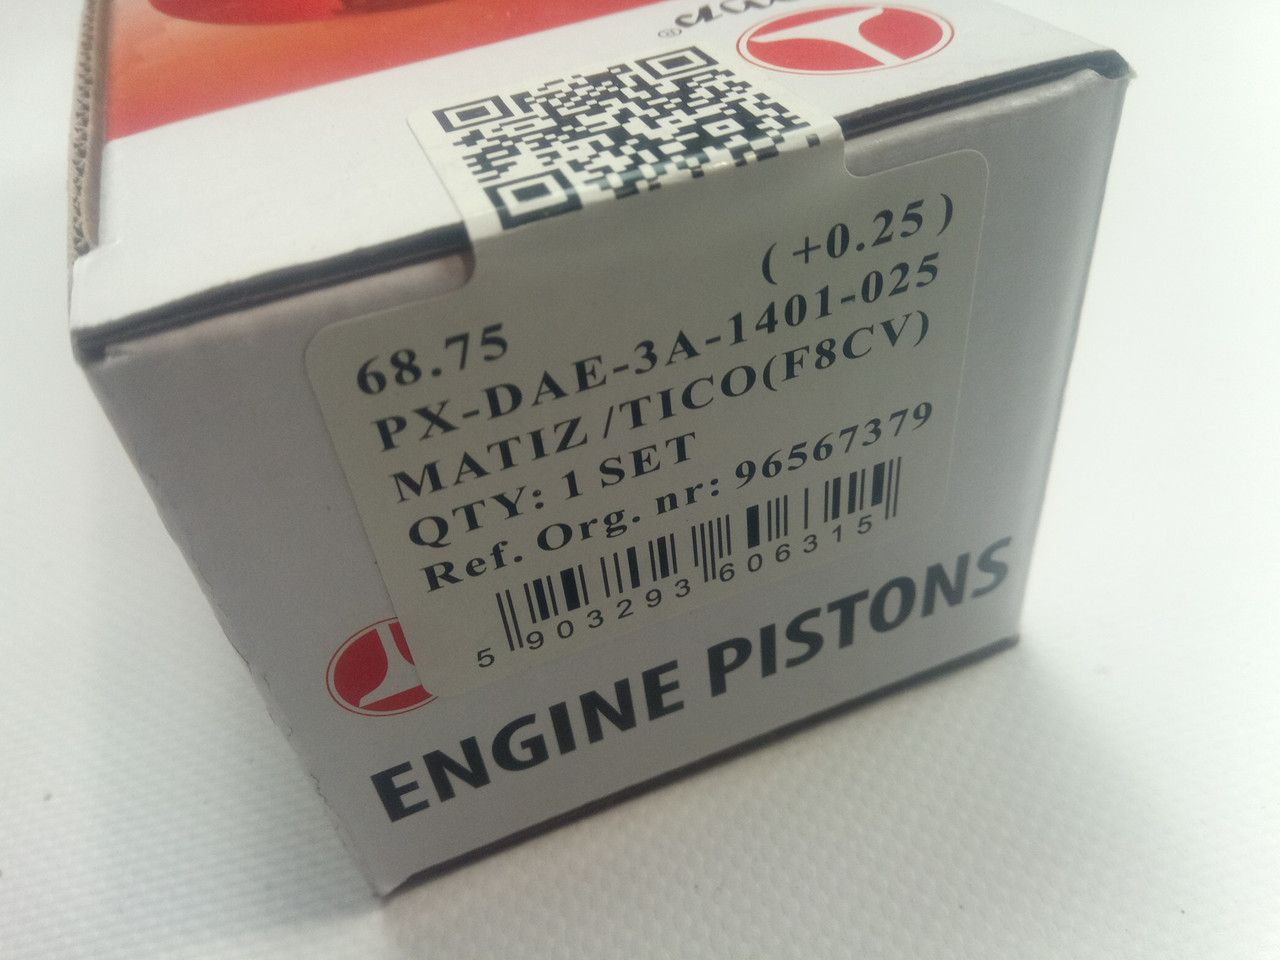 68.75 ( +0.25 )
PX-DAE-3A-1401-025
MATIZ /TICO(F8CV)
QTY: 1 SET
Ref. Org. nr: 96567379
5 903293 606315
ENGINE PISTONS